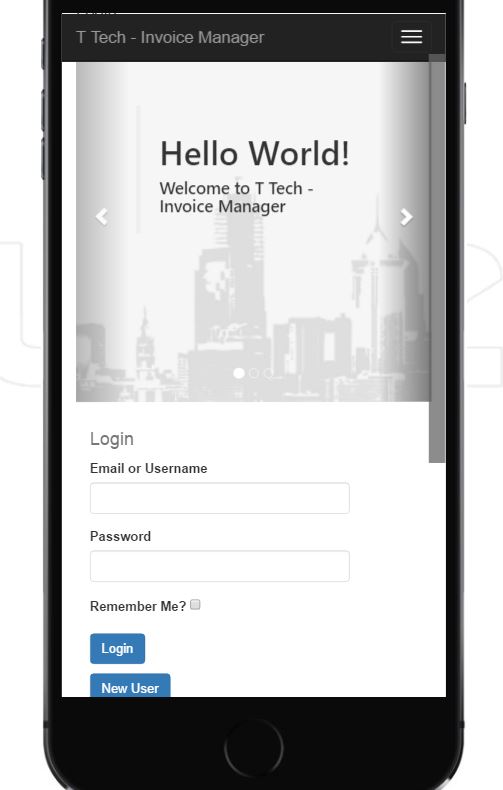 T Tech - Invoice Manager
Hello World!
Welcome to T Tech -
Invoice Manager
Login
Email or Username
Password
Remember Me?
Login
New User